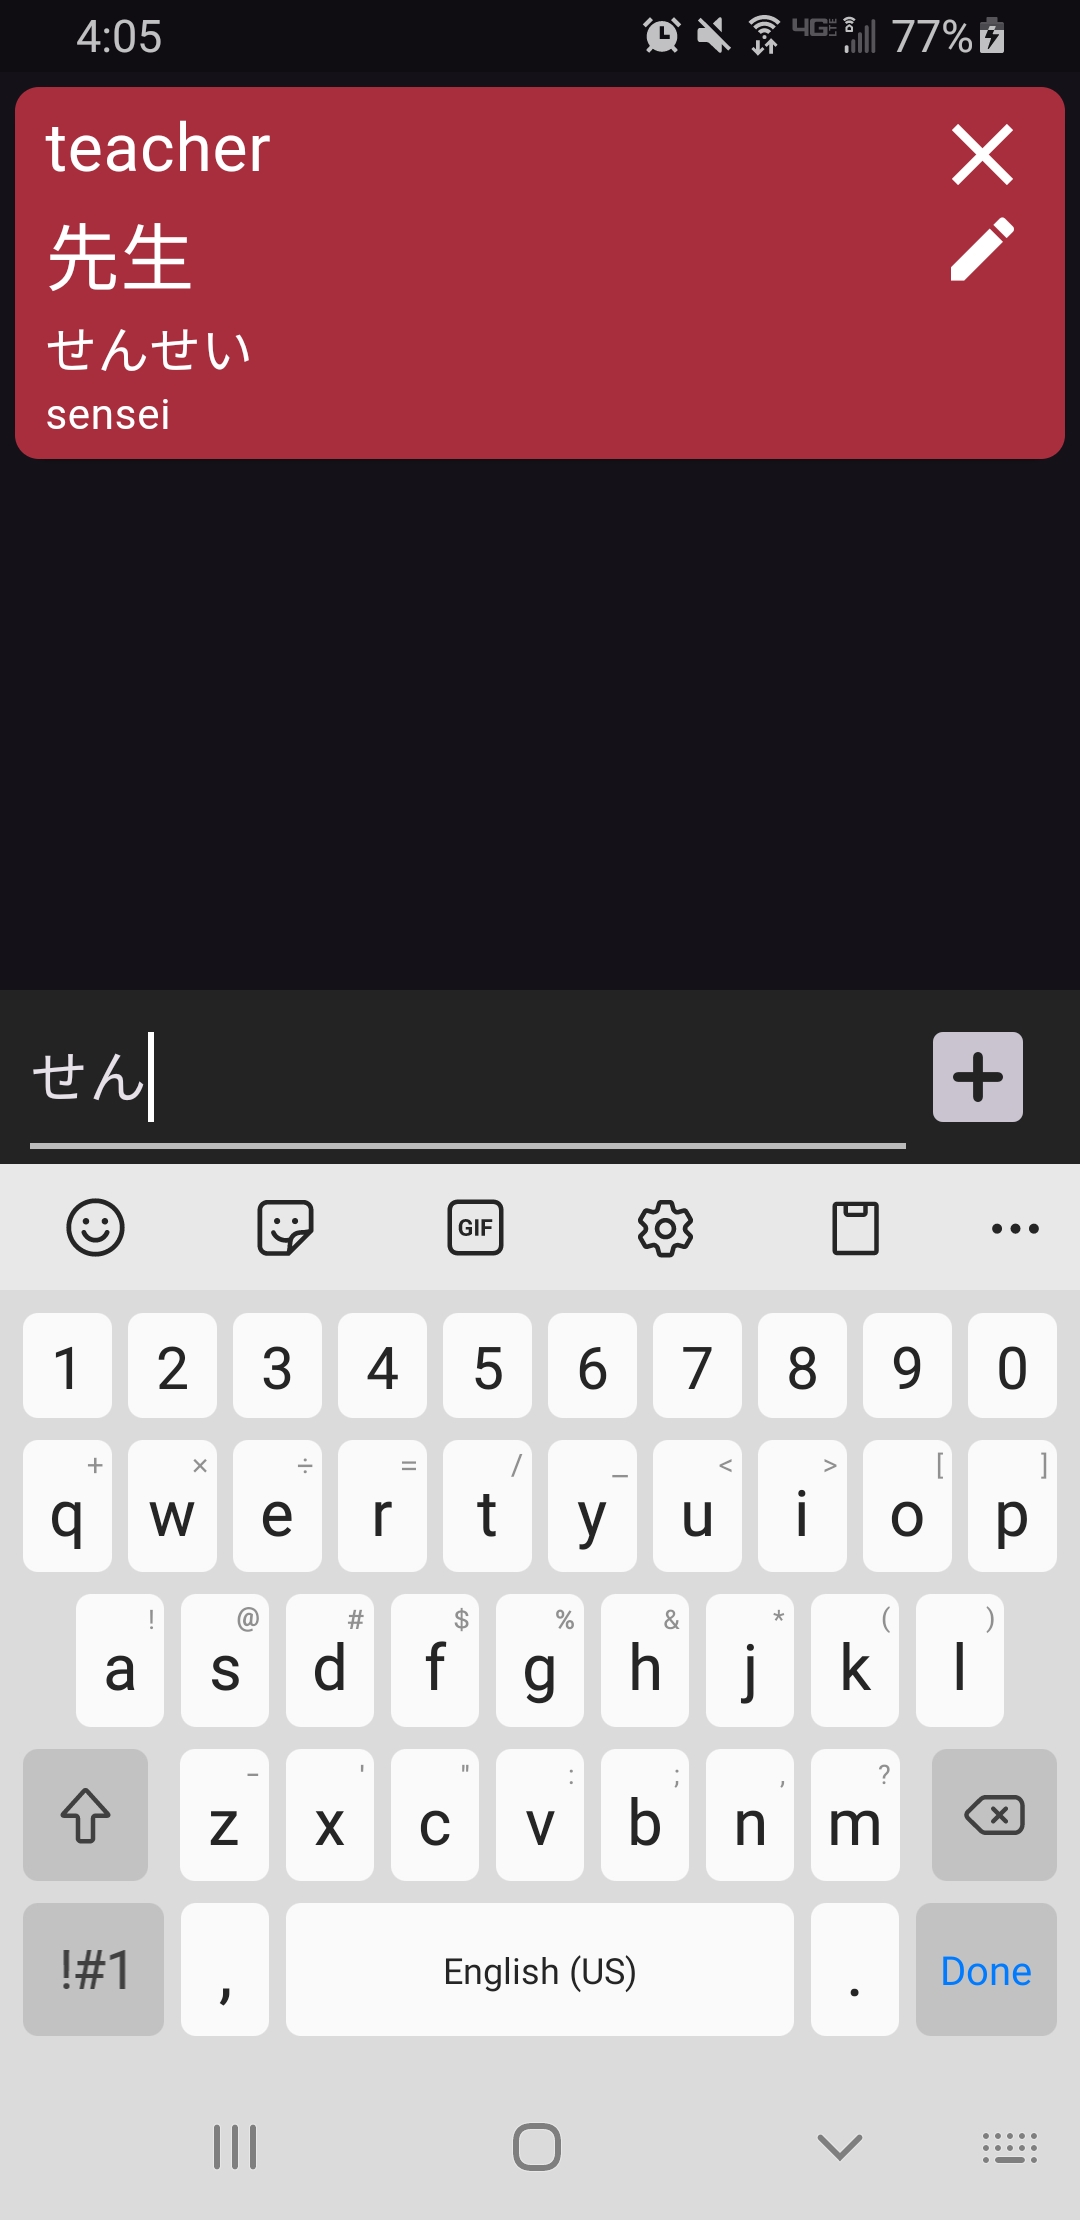 4:05 4G LTE 77%
teacher
先生
せんせい
sensei
せん
GIF
1 2 3 4 5 6 7 8 9 0
+ × ÷ = / _ < > [ ]
q w e r t y u i o p
! @ # $ % & * ( )
a s d f g h j k l
- ' " : ; , ?
z x c v b n m
!#1 , English (US) . Done